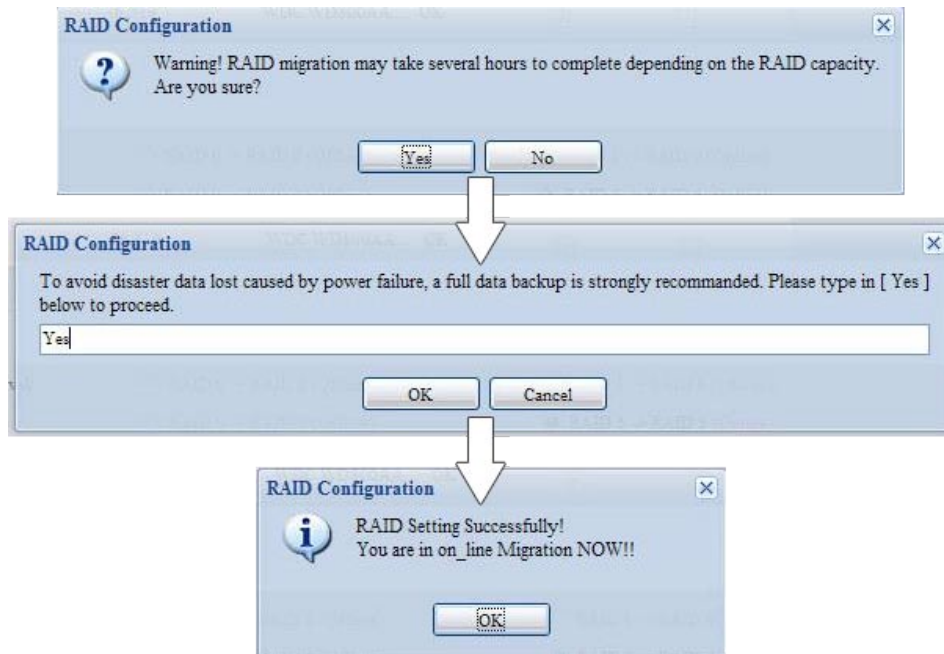 RAID Configuration
Warning! RAID migration may take several hours to complete depending on the RAID capacity.
Are you sure?
Yes
No
RAID Configuration
To avoid disaster data lost caused by power failure, a full data backup is strongly recommanded. Please type in [ Yes ]
below to proceed.
Yes
OK
Cancel
RAID Configuration
RAID Setting Successfully!
You are in on_line Migration NOW!!
OK